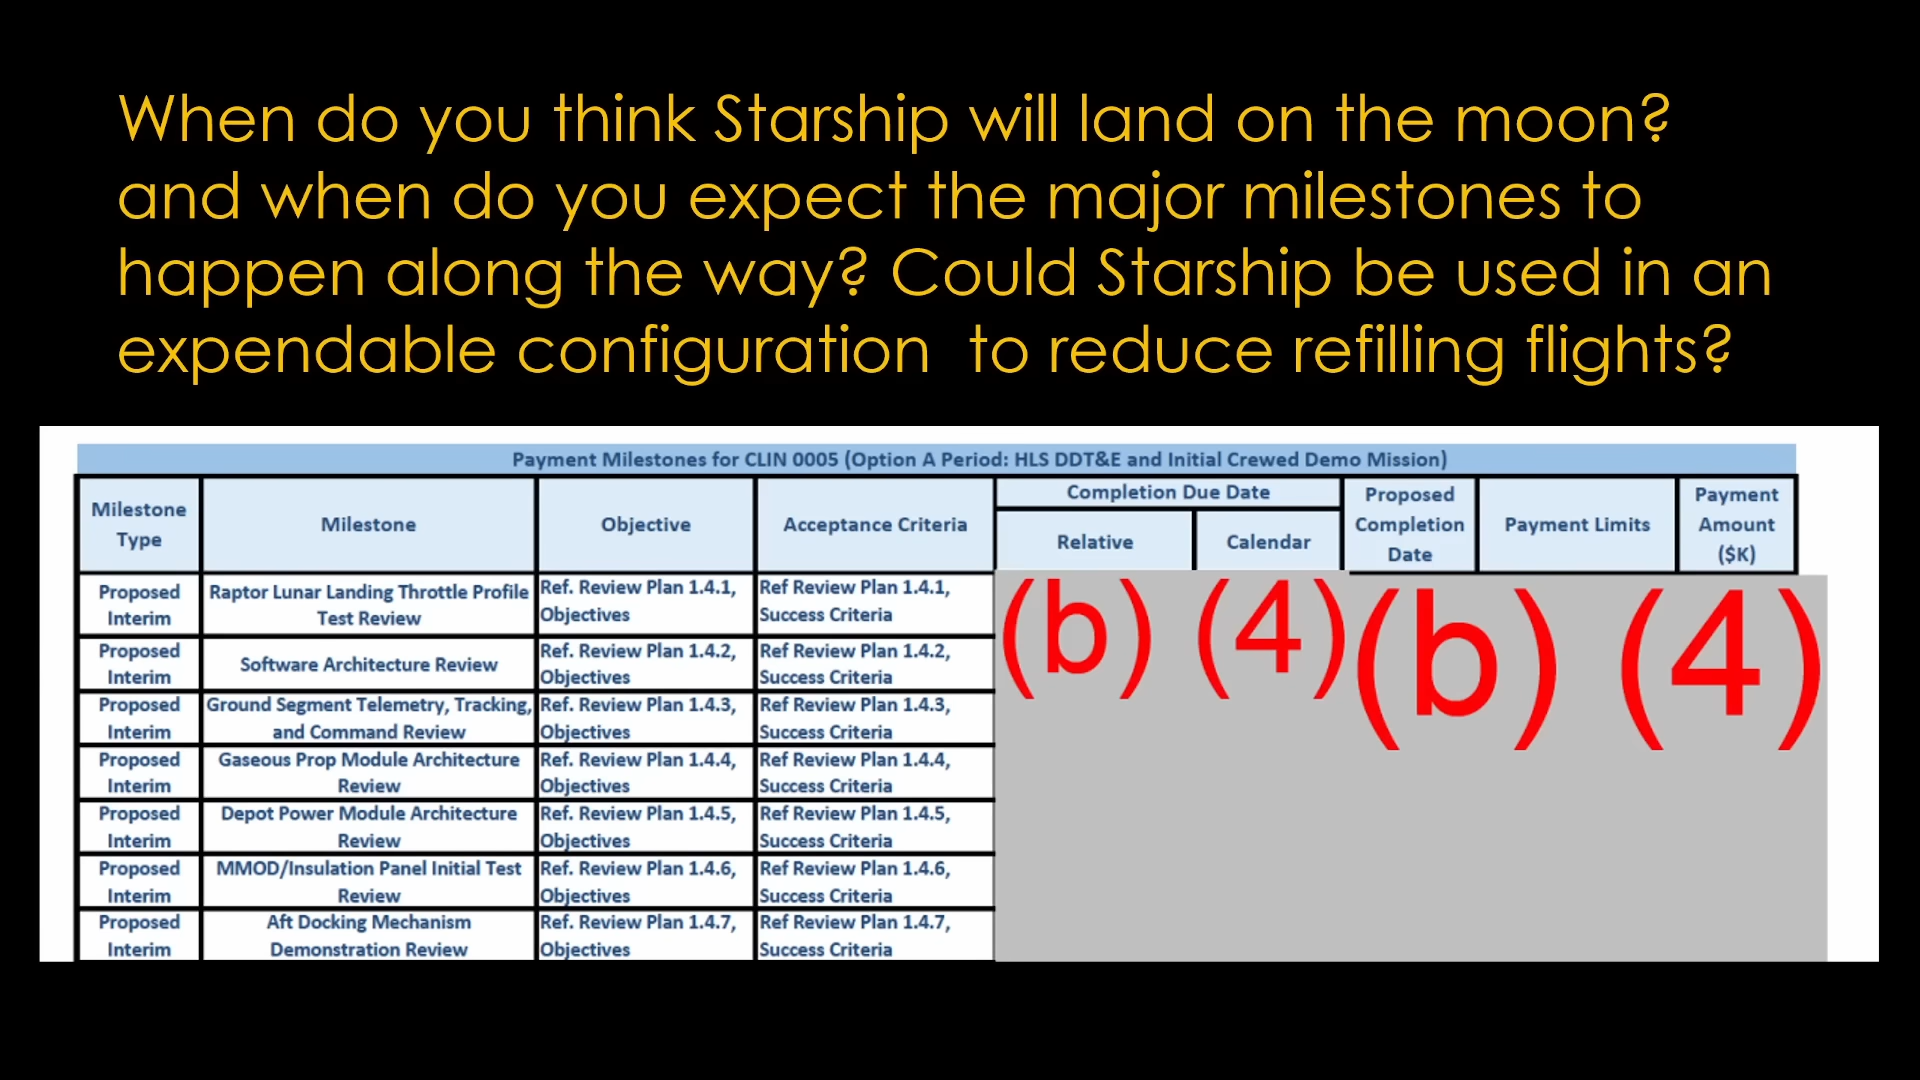 When do you think Starship will land on the moon?
and when do you expect the major milestones to
happen along the way? Could Starship be used in an
expendable configuration  to reduce refilling flights?
Payment Milestones for CLIN 0005 (Option A Period: HLS DDT&E and Initial Crewed Demo Mission)
Milestone Type
Milestone
Objective
Acceptance Criteria
Completion Due Date
Relative
Calendar
Proposed Completion Date
Payment Limits
Payment Amount ($K)
Proposed Interim
Raptor Lunar Landing Throttle Profile Test Review
Ref. Review Plan 1.4.1, Objectives
Ref Review Plan 1.4.1, Success Criteria
(b) (4)
(b) (4)
Proposed Interim
Software Architecture Review
Ref. Review Plan 1.4.2, Objectives
Ref Review Plan 1.4.2, Success Criteria
Proposed Interim
Ground Segment Telemetry, Tracking, and Command Review
Ref. Review Plan 1.4.3, Objectives
Ref Review Plan 1.4.3, Success Criteria
Proposed Interim
Gaseous Prop Module Architecture Review
Ref. Review Plan 1.4.4, Objectives
Ref Review Plan 1.4.4, Success Criteria
Proposed Interim
Depot Power Module Architecture Review
Ref. Review Plan 1.4.5, Objectives
Ref Review Plan 1.4.5, Success Criteria
Proposed Interim
MMOD/Insulation Panel Initial Test Review
Ref. Review Plan 1.4.6, Objectives
Ref Review Plan 1.4.6, Success Criteria
Proposed Interim
Aft Docking Mechanism Demonstration Review
Ref. Review Plan 1.4.7, Objectives
Ref Review Plan 1.4.7, Success Criteria